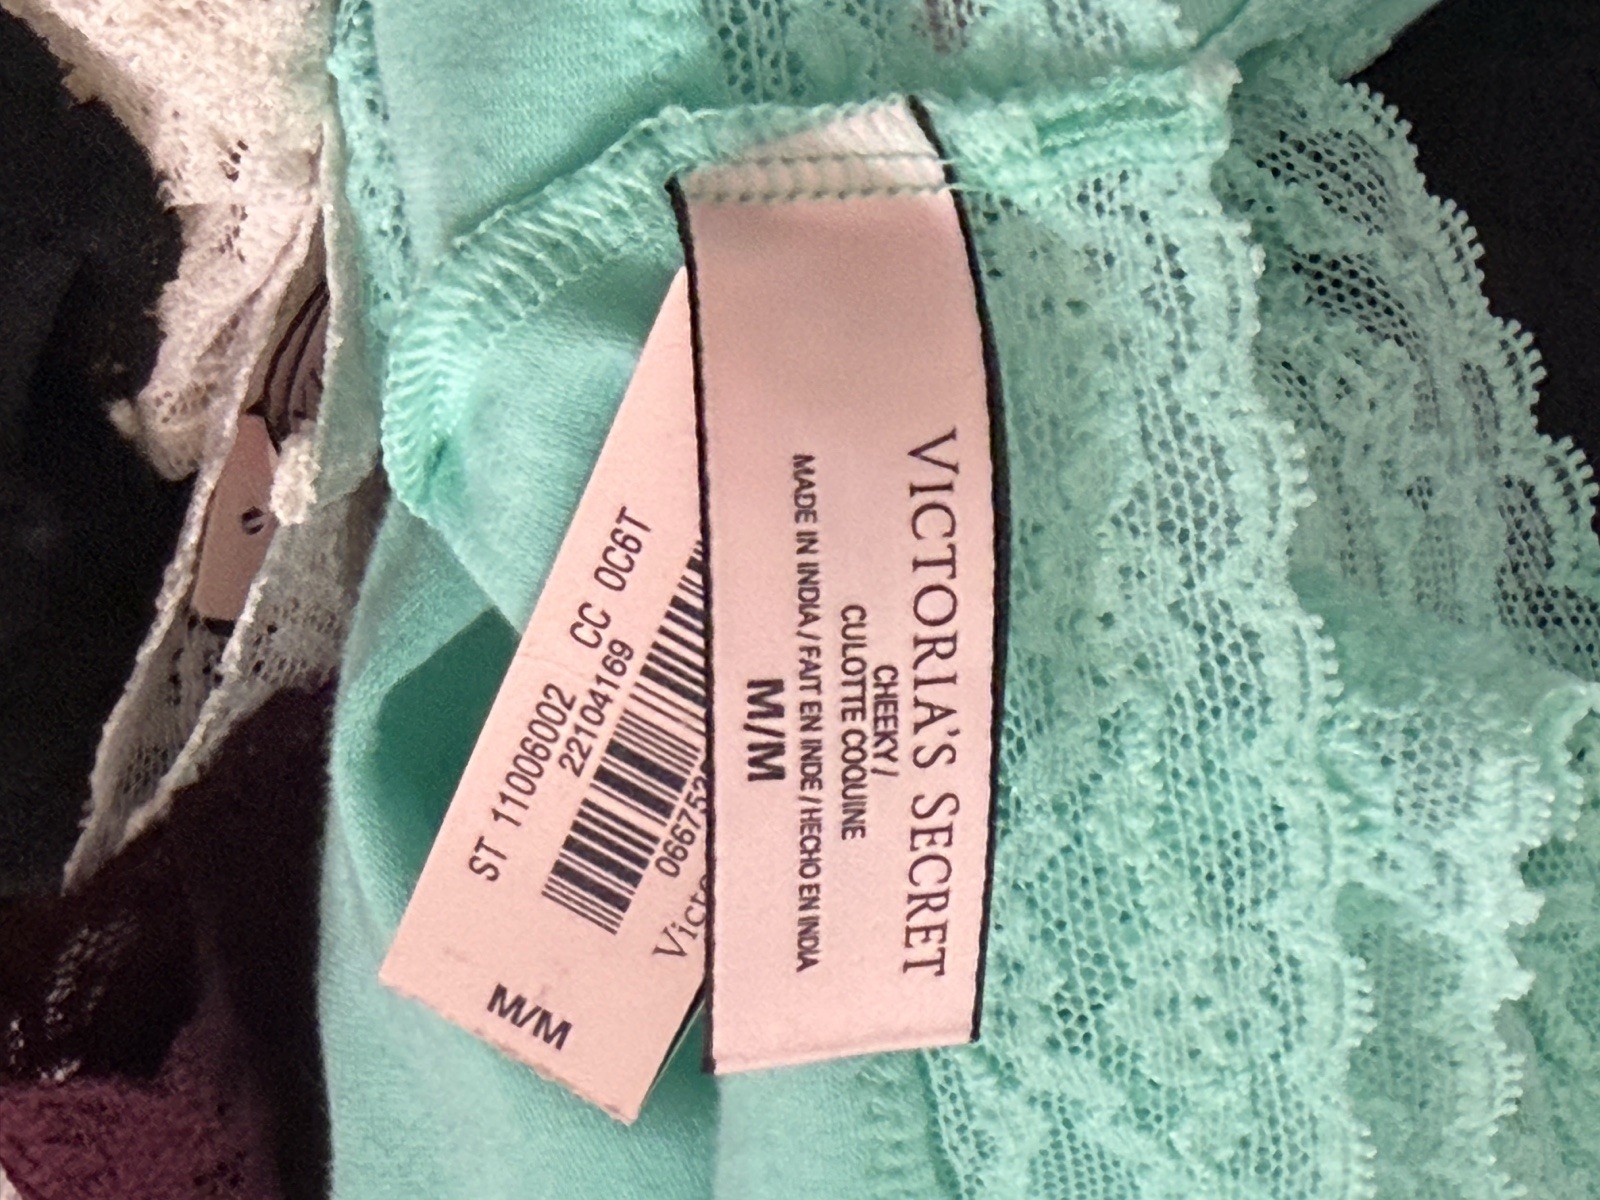 VICTORIA'S SECRET
CHEEKY /
CULOTTE COQUINE
MADE IN INDIA / FAIT EN INDE / HECHO EN INDIA
M/M
ST 11006002 CC 0C6T
22104169
M/M